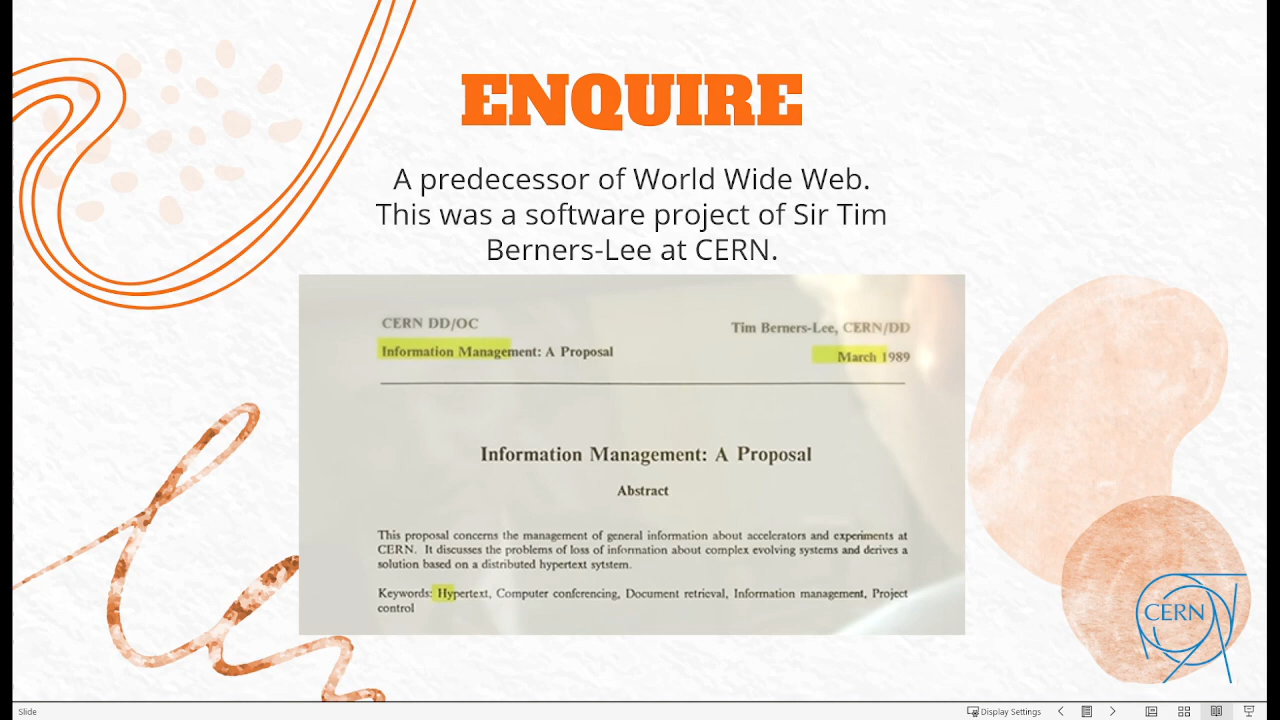 ENQUIRE
A predecessor of World Wide Web.
This was a software project of Sir Tim
Berners-Lee at CERN.
CERN DD/OC
Tim Berners-Lee, CERN/DD
Information Management: A Proposal
March 1989
Information Management: A Proposal
Abstract
This proposal concerns the management of general information about accelerators and experiments at
CERN. It discusses the problems of loss of information about complex evolving systems and derives a
solution based on a distributed hypertext sytstem.
Keywords: Hypertext, Computer conferencing, Document retrieval, Information management, Project
control
CERN
Slide
Display Settings